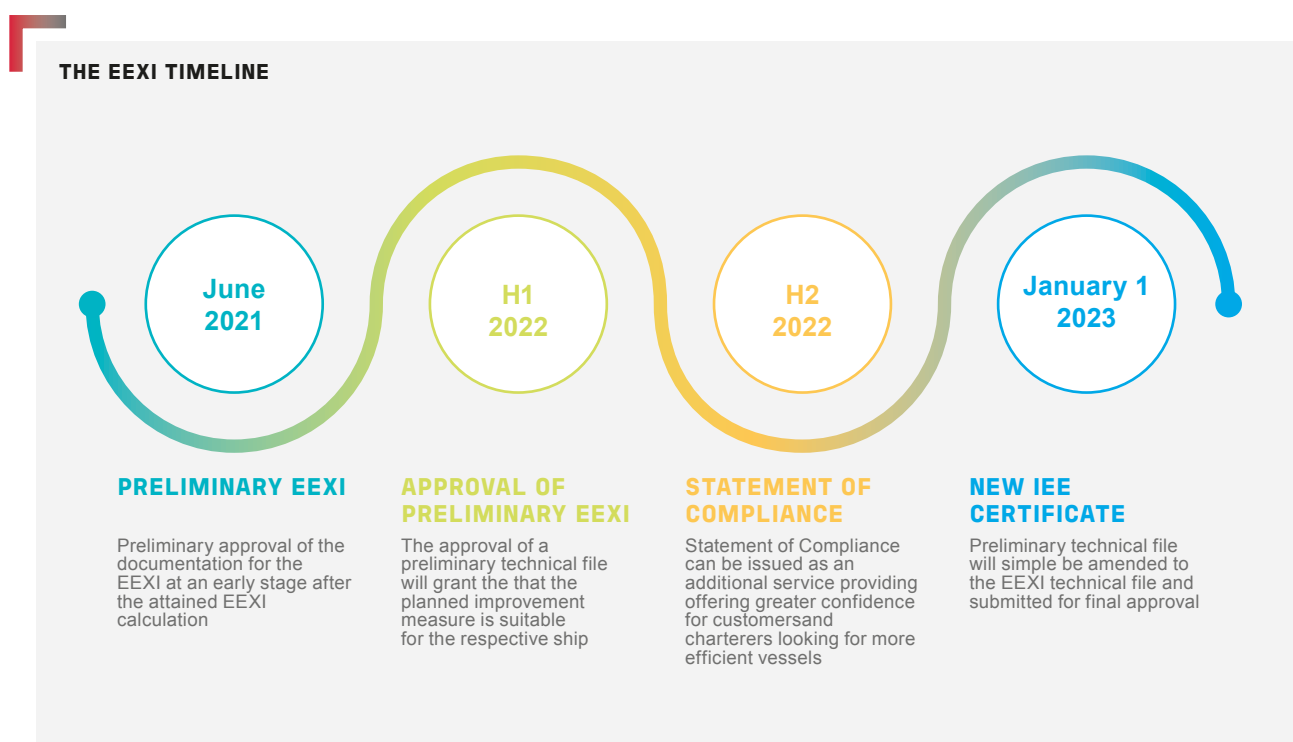 THE EEXI TIMELINE
June
2021
H1
2022
H2
2022
January 1
2023
PRELIMINARY EEXI
Preliminary approval of the
documentation for the
EEXI at an early stage after
the attained EEXI
calculation
APPROVAL OF
PRELIMINARY EEXI
The approval of a
preliminary technical file
will grant the that the
planned improvement
measure is suitable
for the respective ship
STATEMENT OF
COMPLIANCE
Statement of Compliance
can be issued as an
additional service providing
offering greater confidence
for customersand
charterers looking for more
efficient vessels
NEW IEE
CERTIFICATE
Preliminary technical file
will simple be amended to
the EEXI technical file and
submitted for final approval